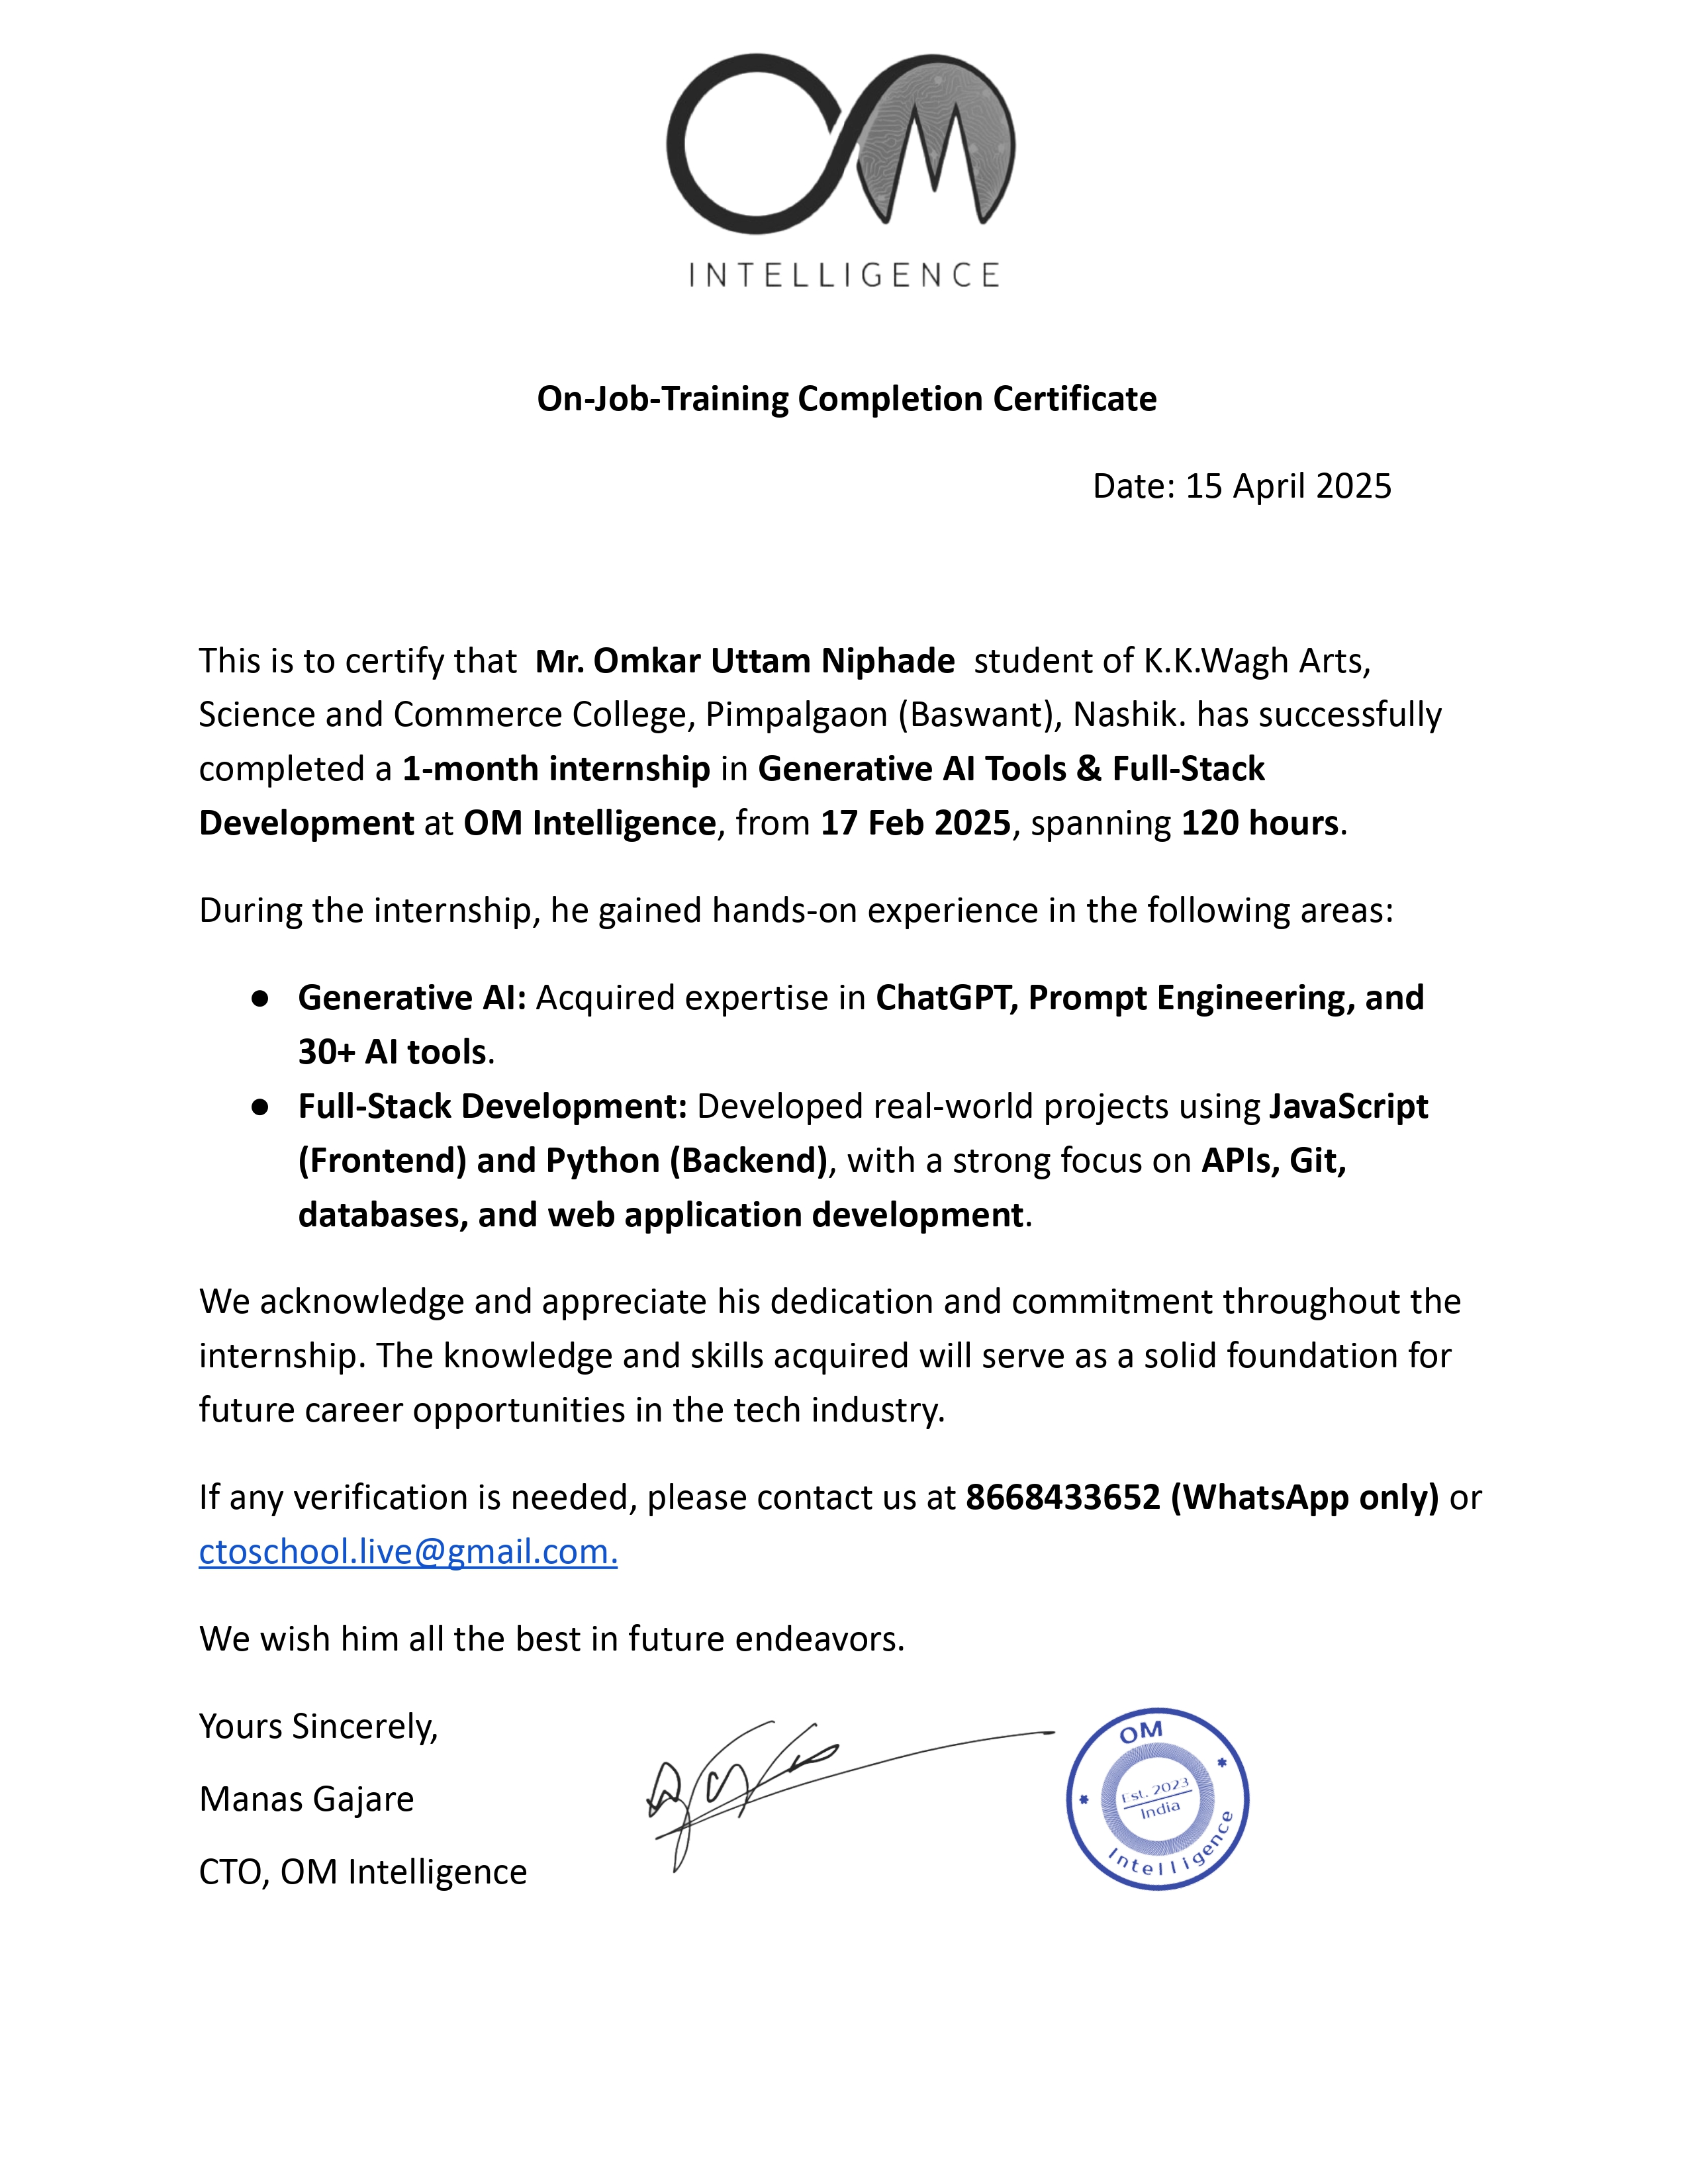 OM
INTELLIGENCE
On-Job-Training Completion Certificate
Date: 15 April 2025
This is to certify that Mr. Omkar Uttam Niphade student of K.K.Wagh Arts,
Science and Commerce College, Pimpalgaon (Baswant), Nashik. has successfully
completed a 1-month internship in Generative AI Tools & Full-Stack
Development at OM Intelligence, from 17 Feb 2025, spanning 120 hours.
During the internship, he gained hands-on experience in the following areas:
● Generative AI: Acquired expertise in ChatGPT, Prompt Engineering, and
30+ AI tools.
● Full-Stack Development: Developed real-world projects using JavaScript
(Frontend) and Python (Backend), with a strong focus on APIs, Git,
databases, and web application development.
We acknowledge and appreciate his dedication and commitment throughout the
internship. The knowledge and skills acquired will serve as a solid foundation for
future career opportunities in the tech industry.
If any verification is needed, please contact us at 8668433652 (WhatsApp only) or
ctoschool.live@gmail.com.
We wish him all the best in future endeavors.
Yours Sincerely,
Manas Gajare
CTO, OM Intelligence
OM
Est. 2023
India
Intelligence